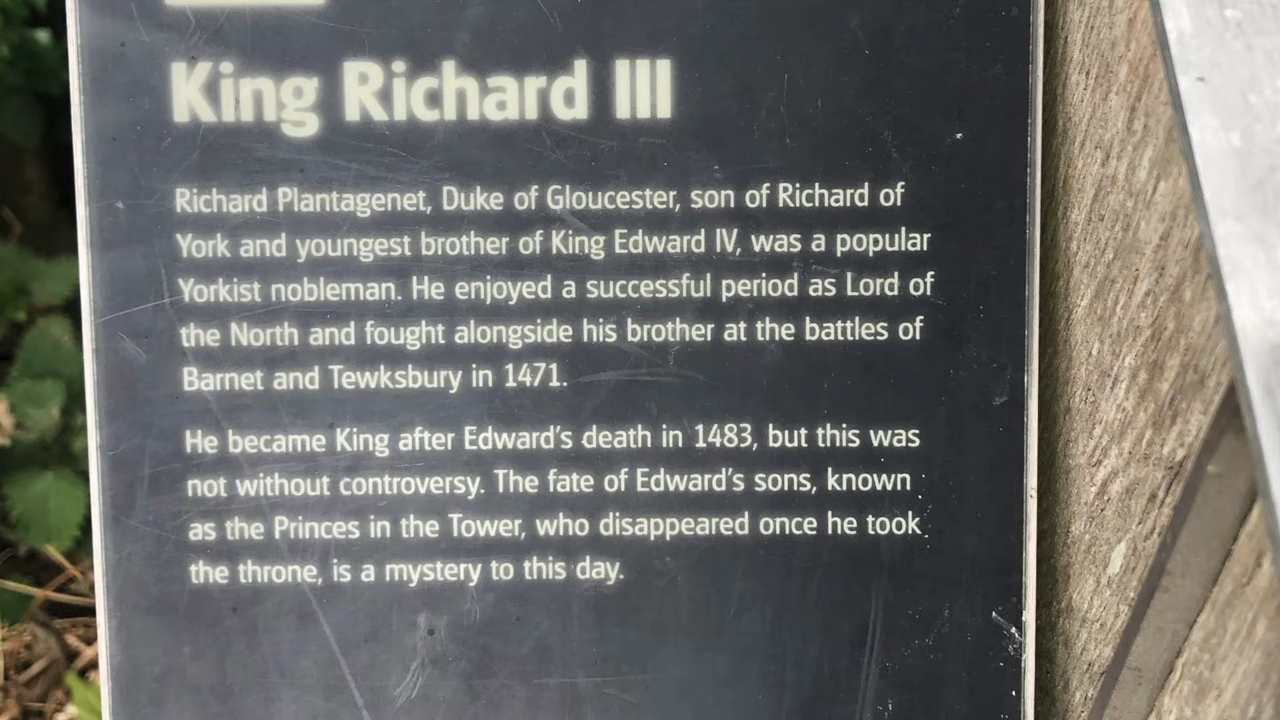 King Richard III
Richard Plantagenet, Duke of Gloucester, son of Richard of
York and youngest brother of King Edward IV, was a popular
Yorkist nobleman. He enjoyed a successful period as Lord of
the North and fought alongside his brother at the battles of
Barnet and Tewksbury in 1471.
He became King after Edward's death in 1483, but this was
not without controversy. The fate of Edward's sons, known
as the Princes in the Tower, who disappeared once he took
the throne, is a mystery to this day.